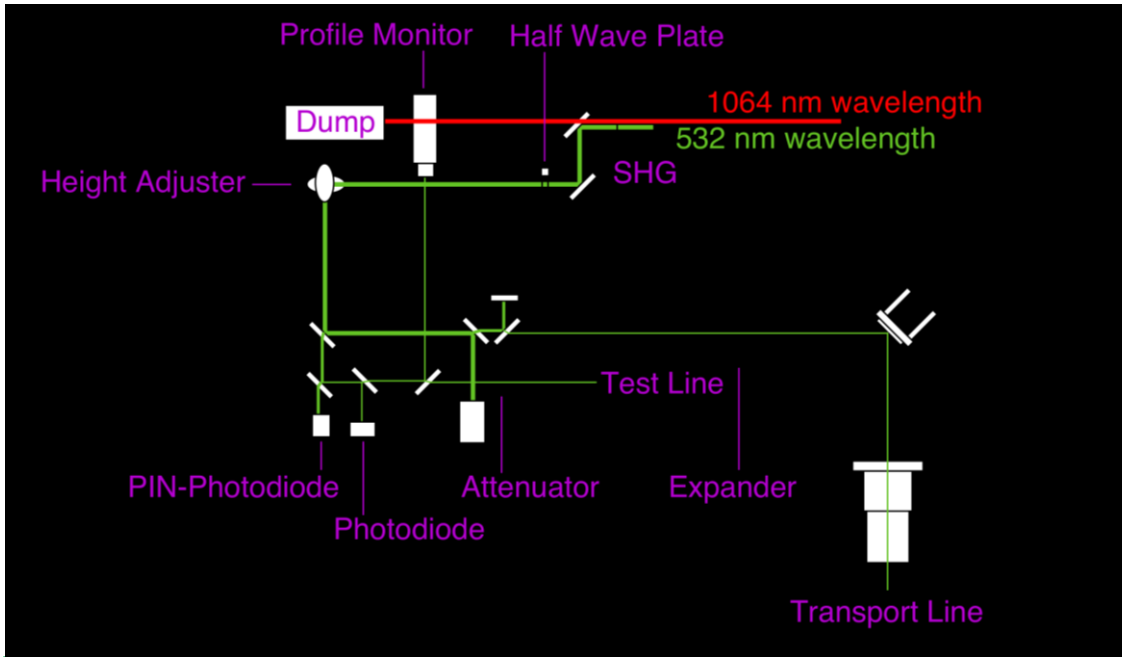 Profile Monitor
Half Wave Plate
1064 nm wavelength
Dump
532 nm wavelength
SHG
Height Adjuster
Test Line
PIN-Photodiode
Attenuator
Expander
Photodiode
Transport Line